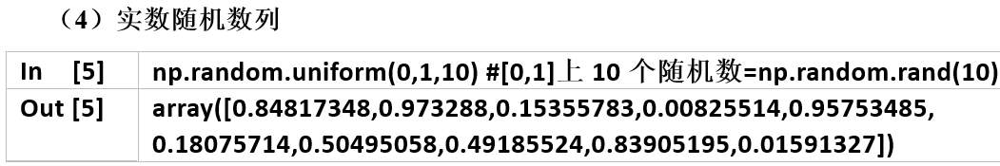 （4）实数随机数列
In [5] np.random.uniform(0,1,10) #[0,1]上 10 个随机数=np.random.rand(10)
Out [5] array([0.84817348,0.973288,0.15355783,0.00825514,0.95753485,
0.18075714,0.50495058,0.49185524,0.83905195,0.01591327])